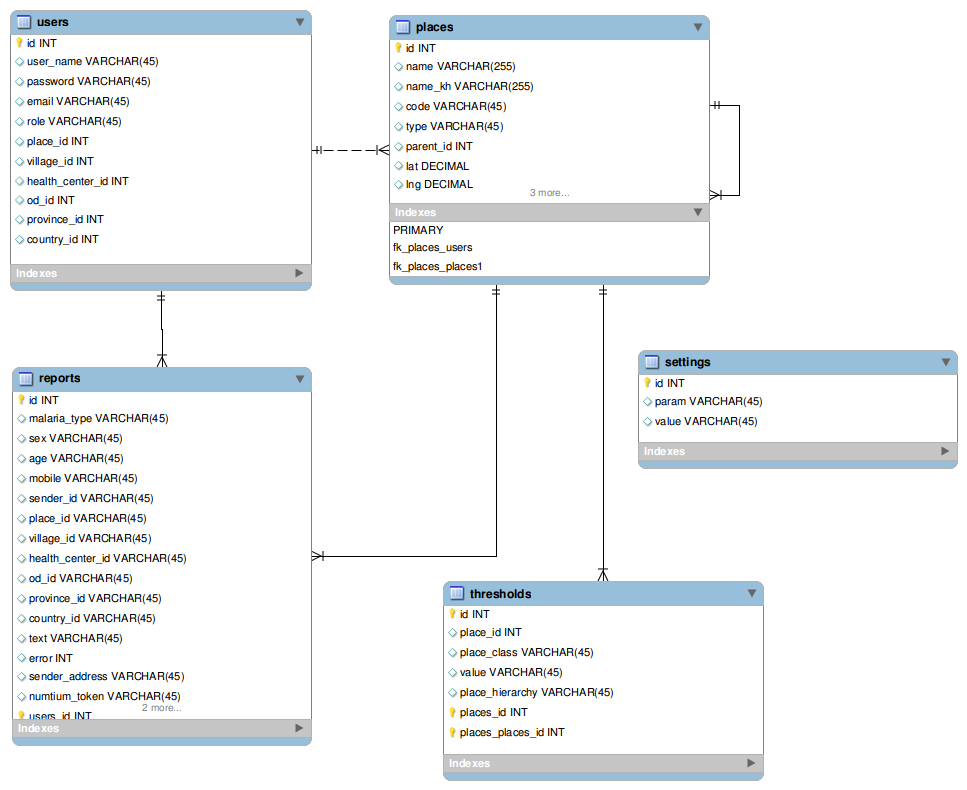 users
id INT
user_name VARCHAR(45)
password VARCHAR(45)
email VARCHAR(45)
role VARCHAR(45)
place_id INT
village_id INT
health_center_id INT
od_id INT
province_id INT
country_id INT
Indexes
places
id INT
name VARCHAR(255)
name_kh VARCHAR(255)
code VARCHAR(45)
type VARCHAR(45)
parent_id INT
lat DECIMAL
lng DECIMAL
3 more...
Indexes
PRIMARY
fk_places_users
fk_places_places1
reports
id INT
malaria_type VARCHAR(45)
sex VARCHAR(45)
age VARCHAR(45)
mobile VARCHAR(45)
sender_id VARCHAR(45)
place_id VARCHAR(45)
village_id VARCHAR(45)
health_center_id VARCHAR(45)
od_id VARCHAR(45)
province_id VARCHAR(45)
country_id VARCHAR(45)
text VARCHAR(45)
error INT
sender_address VARCHAR(45)
numtium_token VARCHAR(45)
2 more...
users_id INT
Indexes
settings
id INT
param VARCHAR(45)
value VARCHAR(45)
Indexes
thresholds
id INT
place_id INT
place_class VARCHAR(45)
value VARCHAR(45)
place_hierarchy VARCHAR(45)
places_id INT
places_places_id INT
Indexes